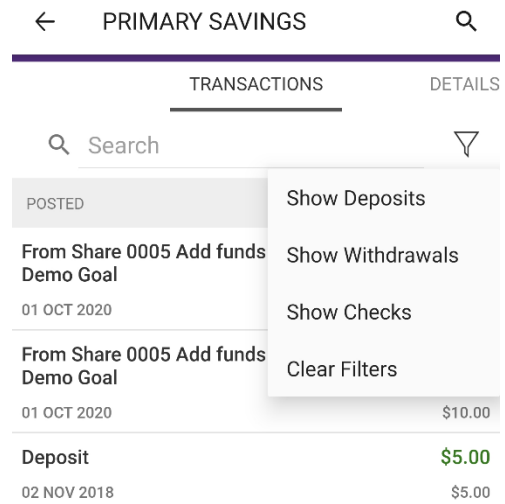 PRIMARY SAVINGS
TRANSACTIONS
DETAILS
Search
POSTED
Show Deposits
Show Withdrawals
Show Checks
Clear Filters
From Share 0005 Add funds
Demo Goal
01 OCT 2020
From Share 0005 Add funds
Demo Goal
01 OCT 2020
$10.00
Deposit
$5.00
02 NOV 2018
$5.00